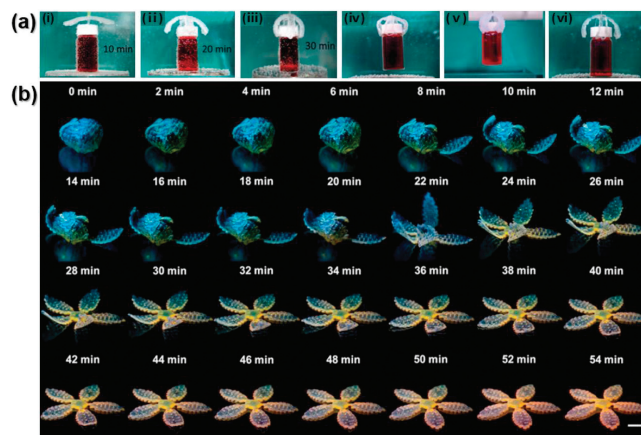 (a) (i) (ii) (iii) (iv) (v) (vi)
10 min 20 min 30 min
(b)
0 min 2 min 4 min 6 min 8 min 10 min 12 min
14 min 16 min 18 min 20 min 22 min 24 min 26 min
28 min 30 min 32 min 34 min 36 min 38 min 40 min
42 min 44 min 46 min 48 min 50 min 52 min 54 min